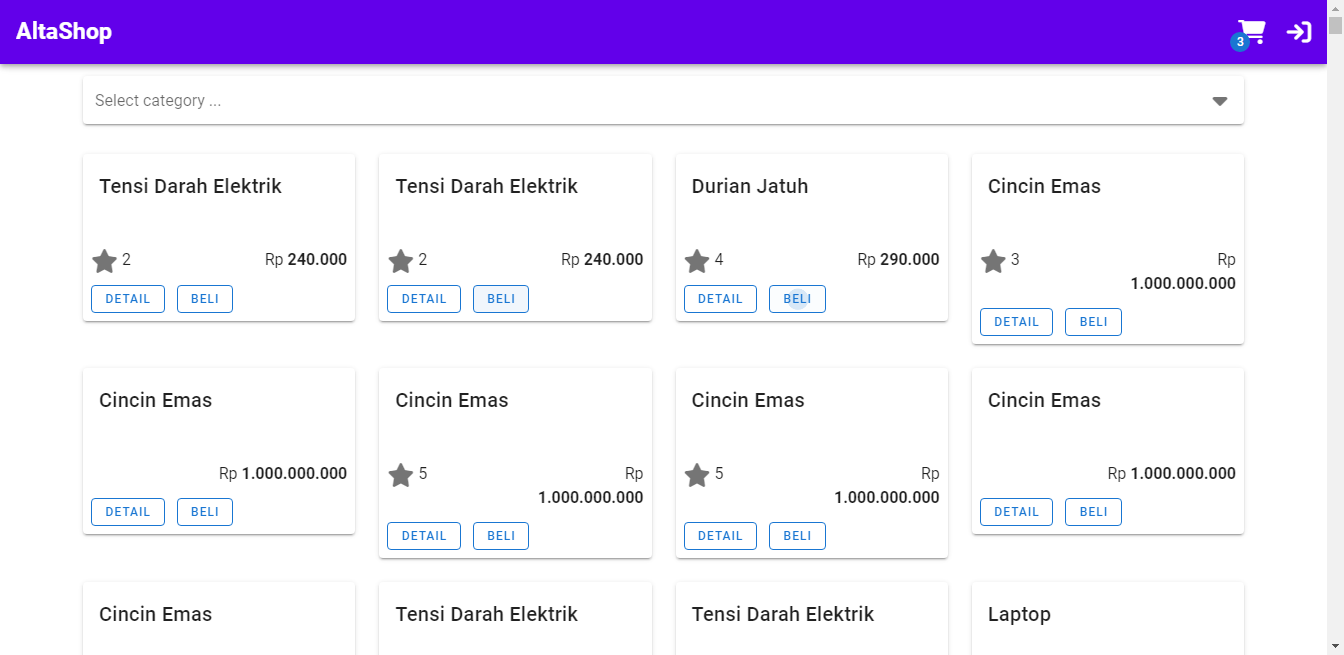 AltaShop
3
Select category ...
Tensi Darah Elektrik
2
Rp 240.000
DETAIL
BELI
Tensi Darah Elektrik
2
Rp 240.000
DETAIL
BELI
Durian Jatuh
4
Rp 290.000
DETAIL
BELI
Cincin Emas
3
Rp
1.000.000.000
DETAIL
BELI
Cincin Emas
Rp 1.000.000.000
DETAIL
BELI
Cincin Emas
5
Rp
1.000.000.000
DETAIL
BELI
Cincin Emas
5
Rp
1.000.000.000
DETAIL
BELI
Cincin Emas
Rp 1.000.000.000
DETAIL
BELI
Cincin Emas
Tensi Darah Elektrik
Tensi Darah Elektrik
Laptop